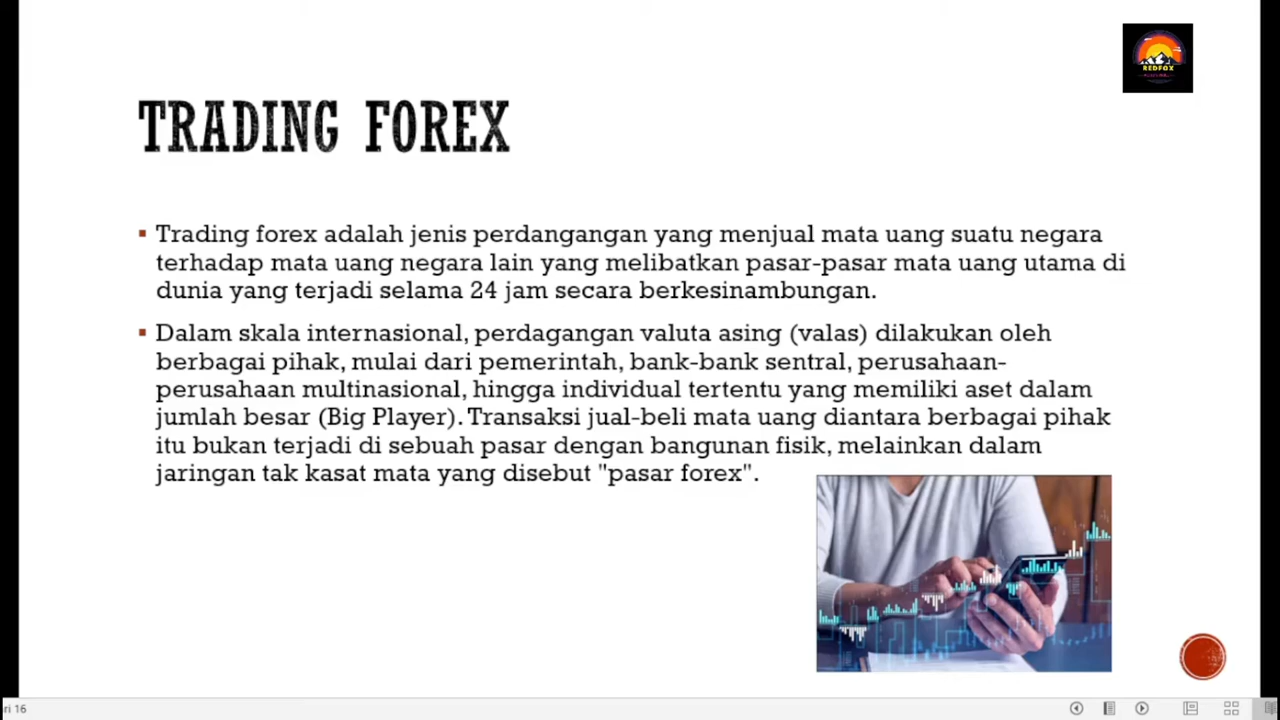 REDFOX
TRADING FOREX
Trading forex adalah jenis perdangangan yang menjual mata uang suatu negara
terhadap mata uang negara lain yang melibatkan pasar-pasar mata uang utama di
dunia yang terjadi selama 24 jam secara berkesinambungan.
Dalam skala internasional, perdagangan valuta asing (valas) dilakukan oleh
berbagai pihak, mulai dari pemerintah, bank-bank sentral, perusahaan-
perusahaan multinasional, hingga individual tertentu yang memiliki aset dalam
jumlah besar (Big Player). Transaksi jual-beli mata uang diantara berbagai pihak
itu bukan terjadi di sebuah pasar dengan bangunan fisik, melainkan dalam
jaringan tak kasat mata yang disebut "pasar forex".
ri 16